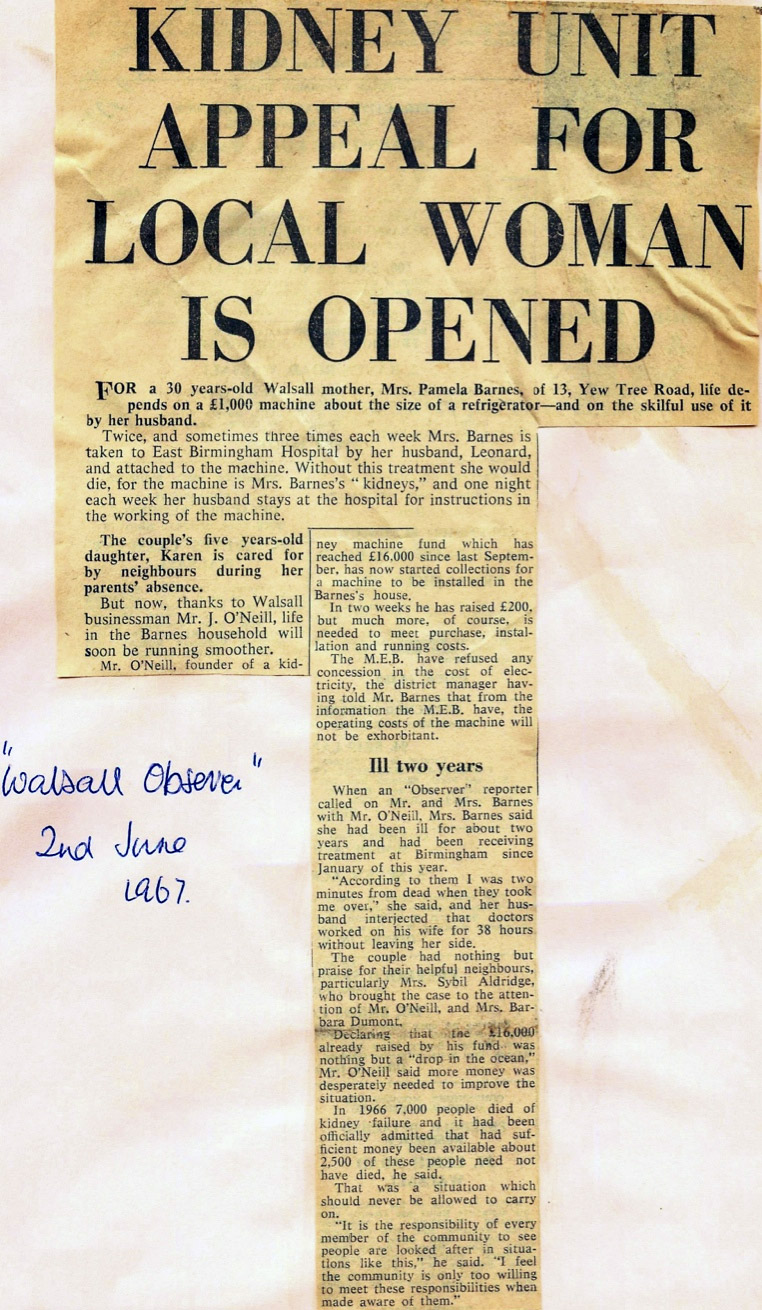 KIDNEY UNIT
APPEAL FOR
LOCAL WOMAN
IS OPENED
FOR a 30 years-old Walsall mother, Mrs. Pamela Barnes, of 13, Yew Tree Road, life de-
pends on a £1,000 machine about the size of a refrigerator—and on the skilful use of it
by her husband.
Twice, and sometimes three times each week Mrs. Barnes is
taken to East Birmingham Hospital by her husband, Leonard,
and attached to the machine. Without this treatment she would
die, for the machine is Mrs. Barnes's " kidneys," and one night
each week her husband stays at the hospital for instructions in
the working of the machine.
The couple's five years-old
daughter, Karen is cared for
by neighbours during her
parents' absence.
But now, thanks to Walsall
businessman Mr. J. O'Neill, life
in the Barnes household will
soon be running smoother.
Mr. O'Neill, founder of a kid-
ney machine fund which has
reached £16,000 since last Septem-
ber, has now started collections for
a machine to be installed in the
Barnes's house.
In two weeks he has raised £200,
but much more, of course, is
needed to meet purchase, instal-
lation and running costs.
The M.E.B. have refused any
concession in the cost of elec-
tricity, the district manager hav-
ing told Mr. Barnes that from the
information the M.E.B. have, the
operating costs of the machine will
not be exhorbitant.
Ill two years
When an "Observer" reporter
called on Mr. and Mrs. Barnes
with Mr. O'Neill, Mrs. Barnes said
she had been ill for about two
years and had been receiving
treatment at Birmingham since
January of this year.
"According to them I was two
minutes from dead when they took
me over," she said, and her hus-
band interjected that doctors
worked on his wife for 38 hours
without leaving her side.
The couple had nothing but
praise for their helpful neighbours,
particularly Mrs. Sybil Aldridge,
who brought the case to the atten-
tion of Mr. O'Neill, and Mrs. Bar-
bara Dumont.
Declaring that the £16,000
already raised by his fund was
nothing but a "drop in the ocean,"
Mr. O'Neill said more money was
desperately needed to improve the
situation.
In 1966 7,000 people died of
kidney failure and it had been
officially admitted that had suf-
ficient money been available about
2,500 of these people need not
have died, he said.
That was a situation which
should never be allowed to carry
on.
"It is the responsibility of every
member of the community to see
people are looked after in situa-
tions like this," he said. "I feel
the community is only too willing
to meet these responsibilities when
made aware of them."
"Walsall Observer"
2nd June
1967.